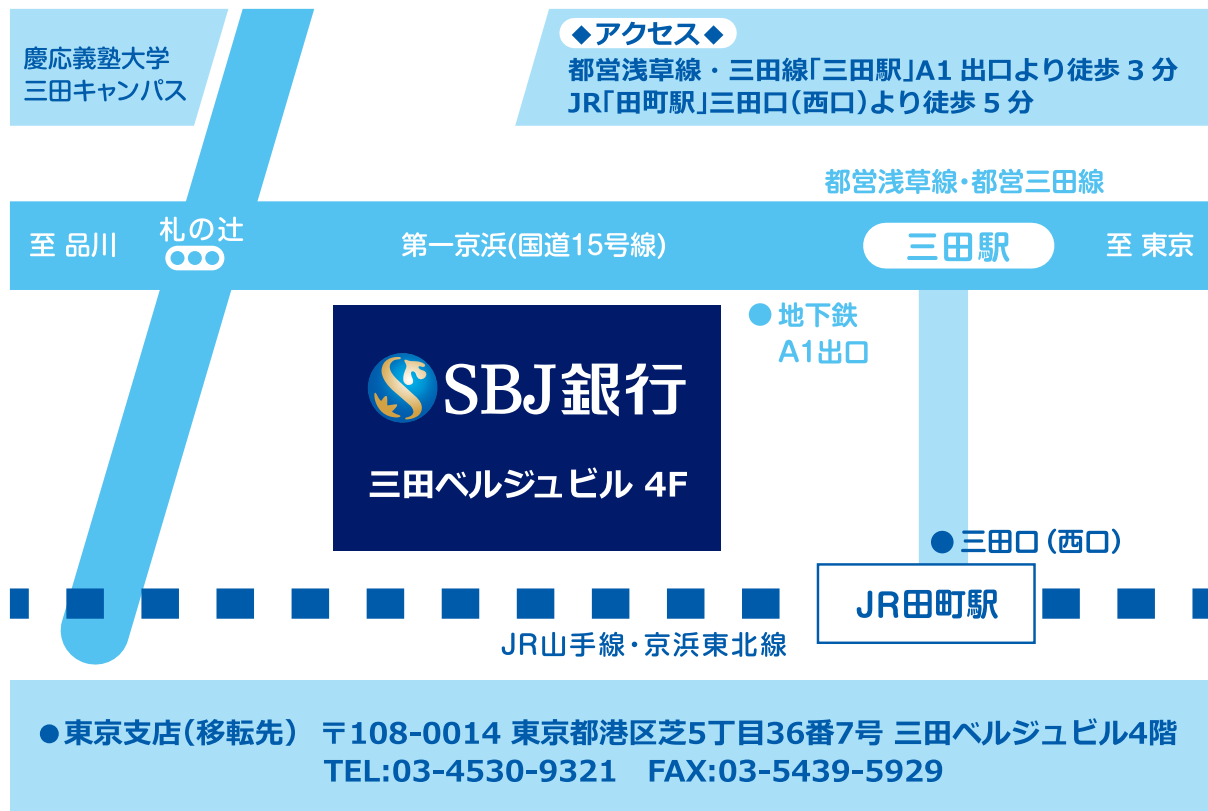 慶応義塾大学
三田キャンパス
◆アクセス◆
都営浅草線・三田線「三田駅」A1出口より徒歩3分
JR「田町駅」三田口(西口)より徒歩5分
都営浅草線・都営三田線
至 品川
札の辻
第一京浜(国道15号線)
三田駅
至 東京
●地下鉄
A1出口
SBJ銀行
三田ベルジュビル 4F
●三田口(西口)
JR田町駅
JR山手線・京浜東北線
●東京支店(移転先) 〒108-0014 東京都港区芝5丁目36番7号 三田ベルジュビル4階
TEL:03-4530-9321 FAX:03-5439-5929